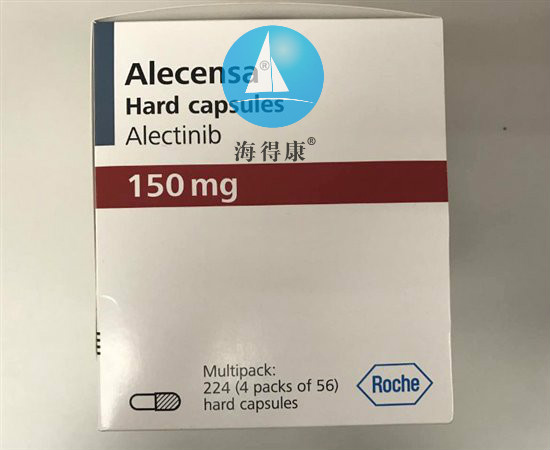 Alecensa®
Hard capsules
Alectinib
海得康®
150 mg
Multipack:
224 (4 packs of 56)
hard capsules
Roche